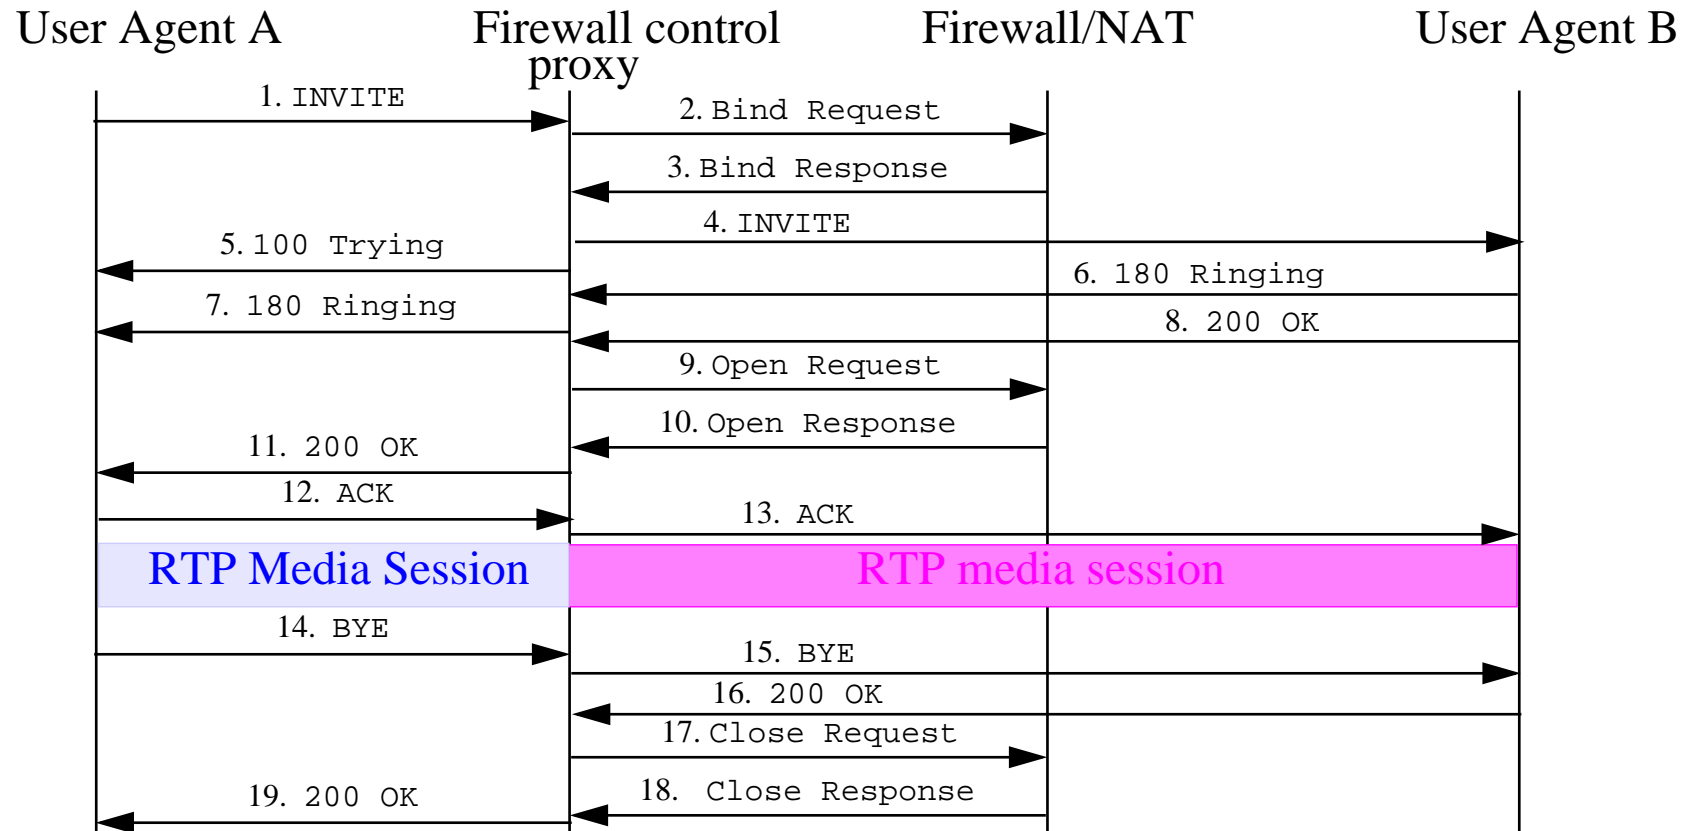 User Agent A
Firewall control
proxy
Firewall/NAT
User Agent B
1. INVITE
2. Bind Request
3. Bind Response
4. INVITE
5. 100 Trying
6. 180 Ringing
7. 180 Ringing
8. 200 OK
9. Open Request
10. Open Response
11. 200 OK
12. ACK
13. ACK
RTP Media Session
RTP media session
14. BYE
15. BYE
16. 200 OK
17. Close Request
18. Close Response
19. 200 OK